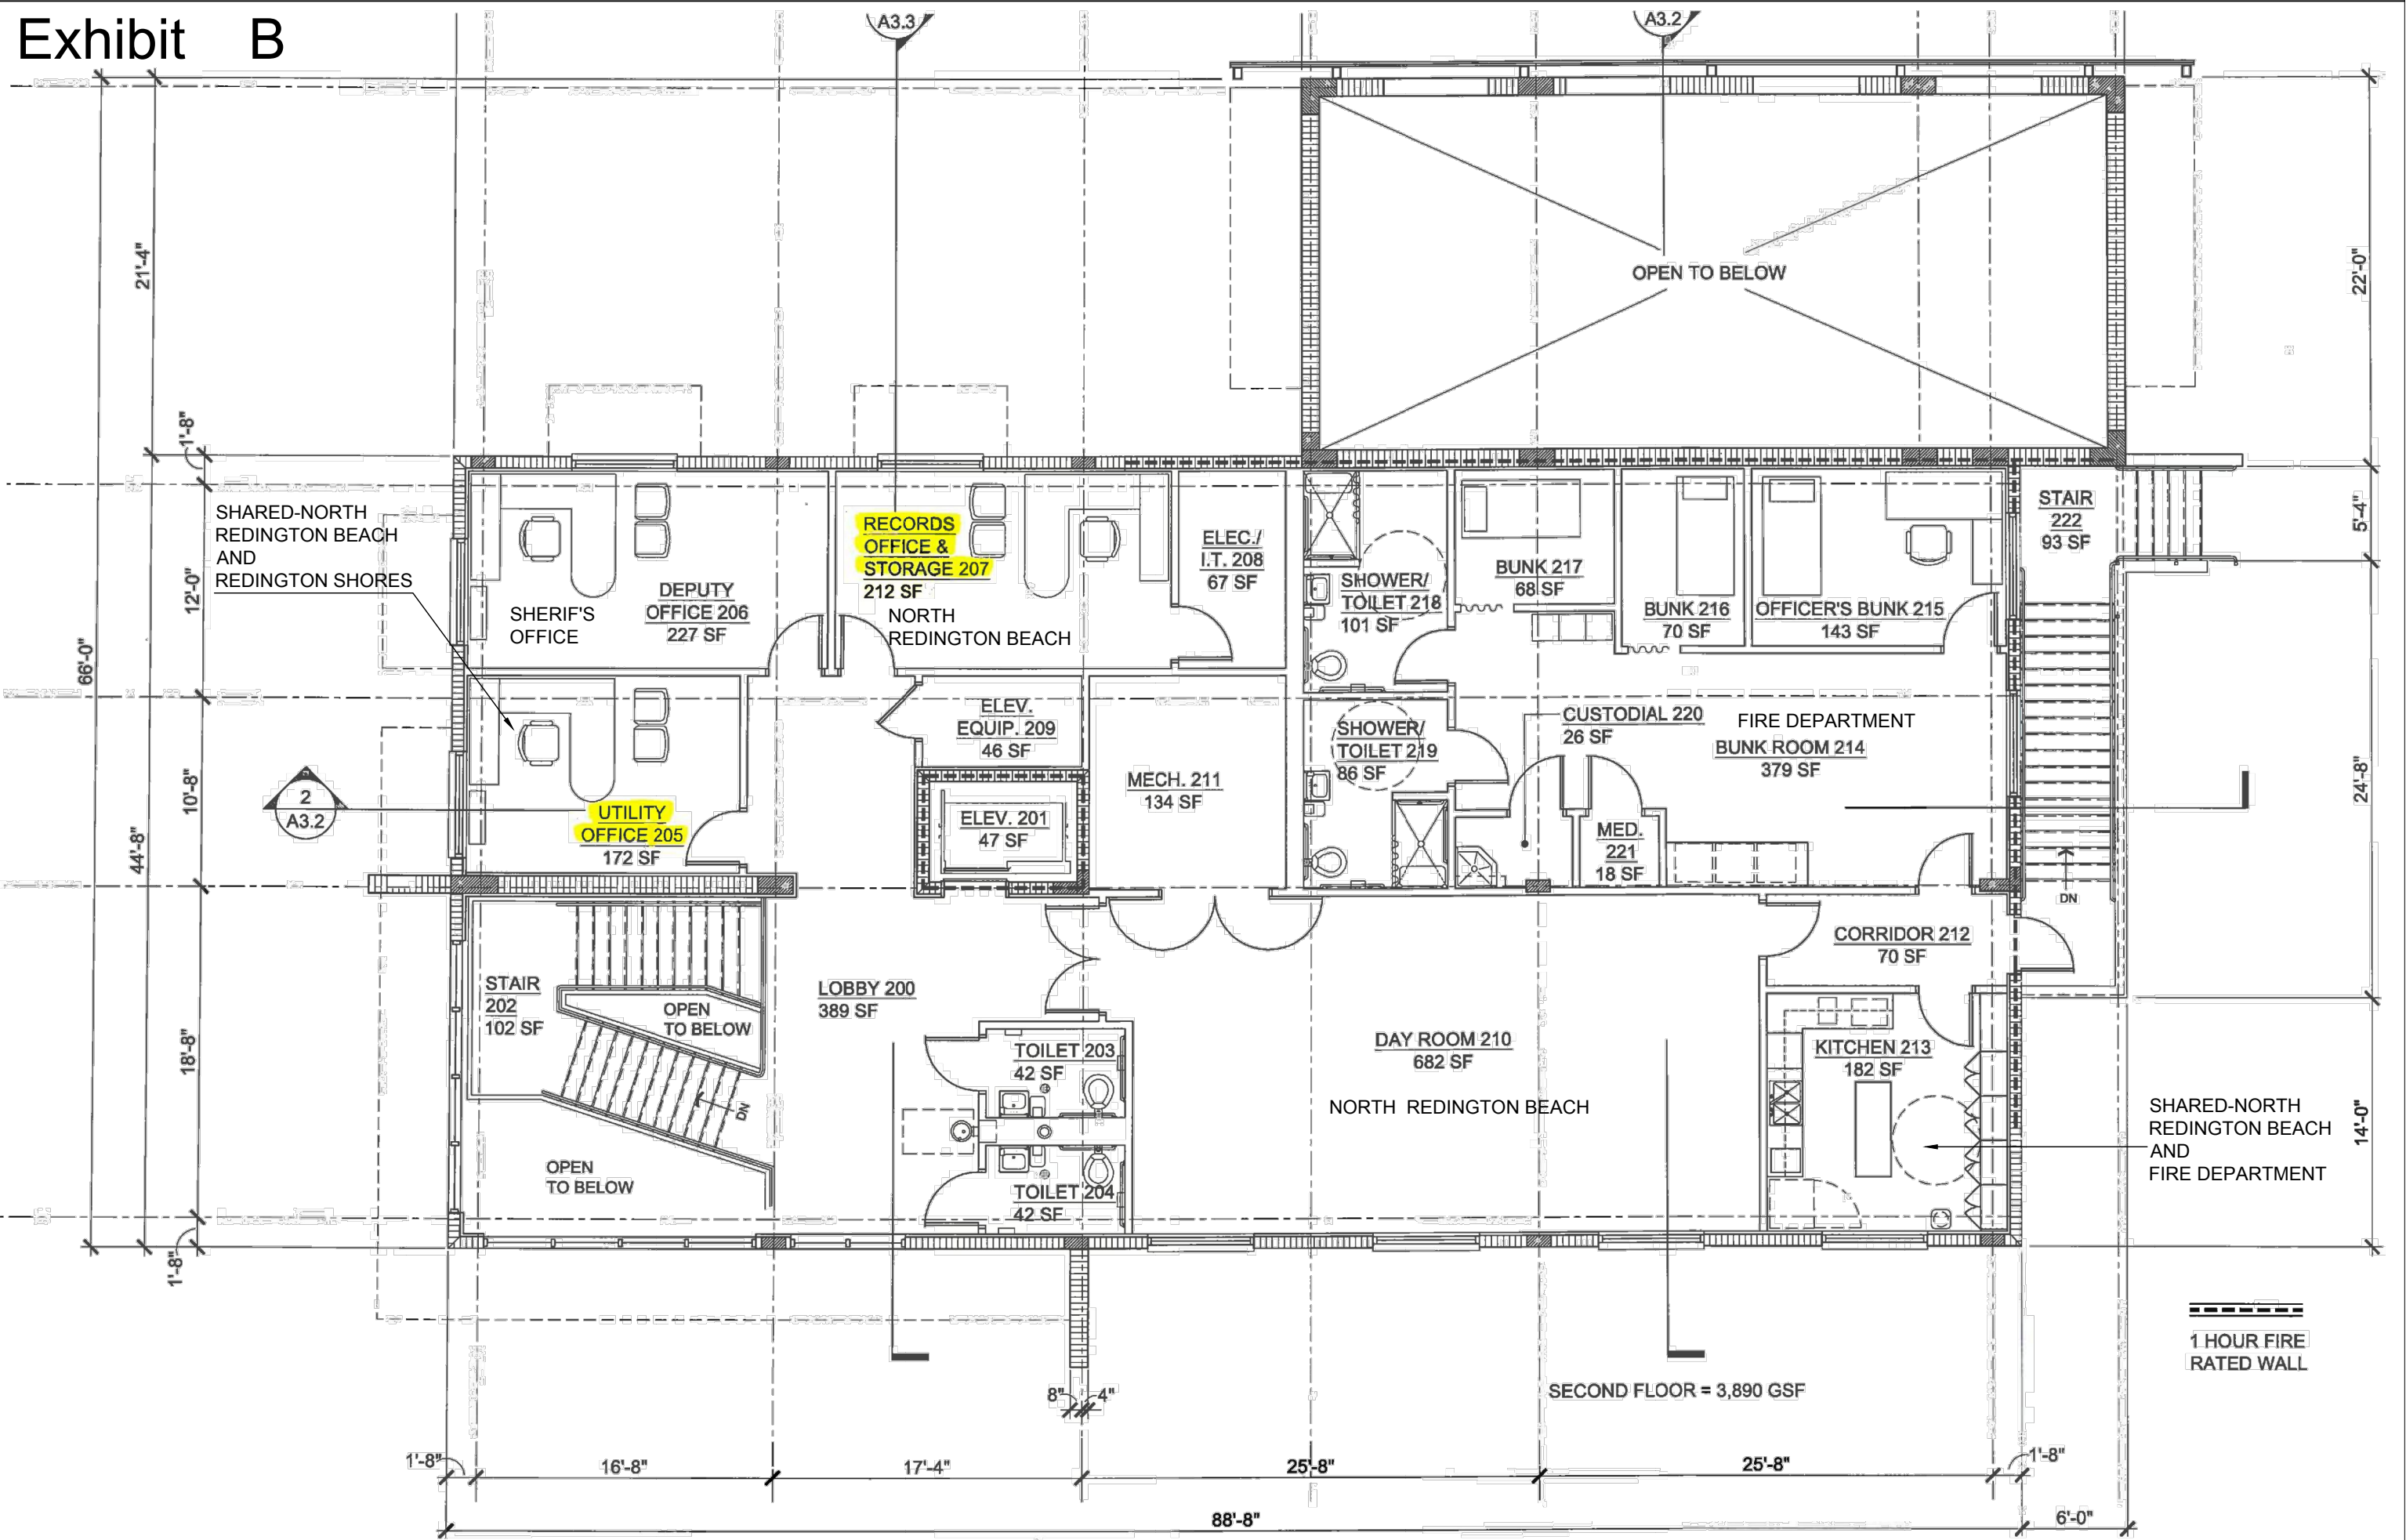 Exhibit B
A3.3
A3.2
21'-4"
22'-0"
OPEN TO BELOW
1'-8"
SHARED-NORTH
REDINGTON BEACH
AND
REDINGTON SHORES
12'-0"
66'-0"
SHERIF'S
OFFICE
DEPUTY
OFFICE 206
227 SF
RECORDS
OFFICE &
STORAGE 207
212 SF
NORTH
REDINGTON BEACH
ELEC./
I.T. 208
67 SF
SHOWER/
TOILET 218
101 SF
BUNK 217
68 SF
BUNK 216
70 SF
OFFICER'S BUNK 215
143 SF
STAIR
222
93 SF
5'-4"
ELEV.
EQUIP. 209
46 SF
SHOWER/
TOILET 219
86 SF
CUSTODIAL 220
26 SF
FIRE DEPARTMENT
BUNK ROOM 214
379 SF
MECH. 211
134 SF
10'-8"
2
A3.2
44'-8"
UTILITY
OFFICE 205
172 SF
ELEV. 201
47 SF
MED.
221
18 SF
24'-8"
DN
CORRIDOR 212
70 SF
STAIR
202
102 SF
OPEN
TO BELOW
LOBBY 200
389 SF
18'-8"
TOILET 203
42 SF
DAY ROOM 210
682 SF
KITCHEN 213
182 SF
DN
NORTH REDINGTON BEACH
SHARED-NORTH
REDINGTON BEACH
AND
FIRE DEPARTMENT
14'-0"
OPEN
TO BELOW
TOILET 204
42 SF
1'-8"
1 HOUR FIRE
RATED WALL
8"
4"
SECOND FLOOR = 3,890 GSF
1'-8"
16'-8"
17'-4"
25'-8"
25'-8"
1'-8"
88'-8"
6'-0"